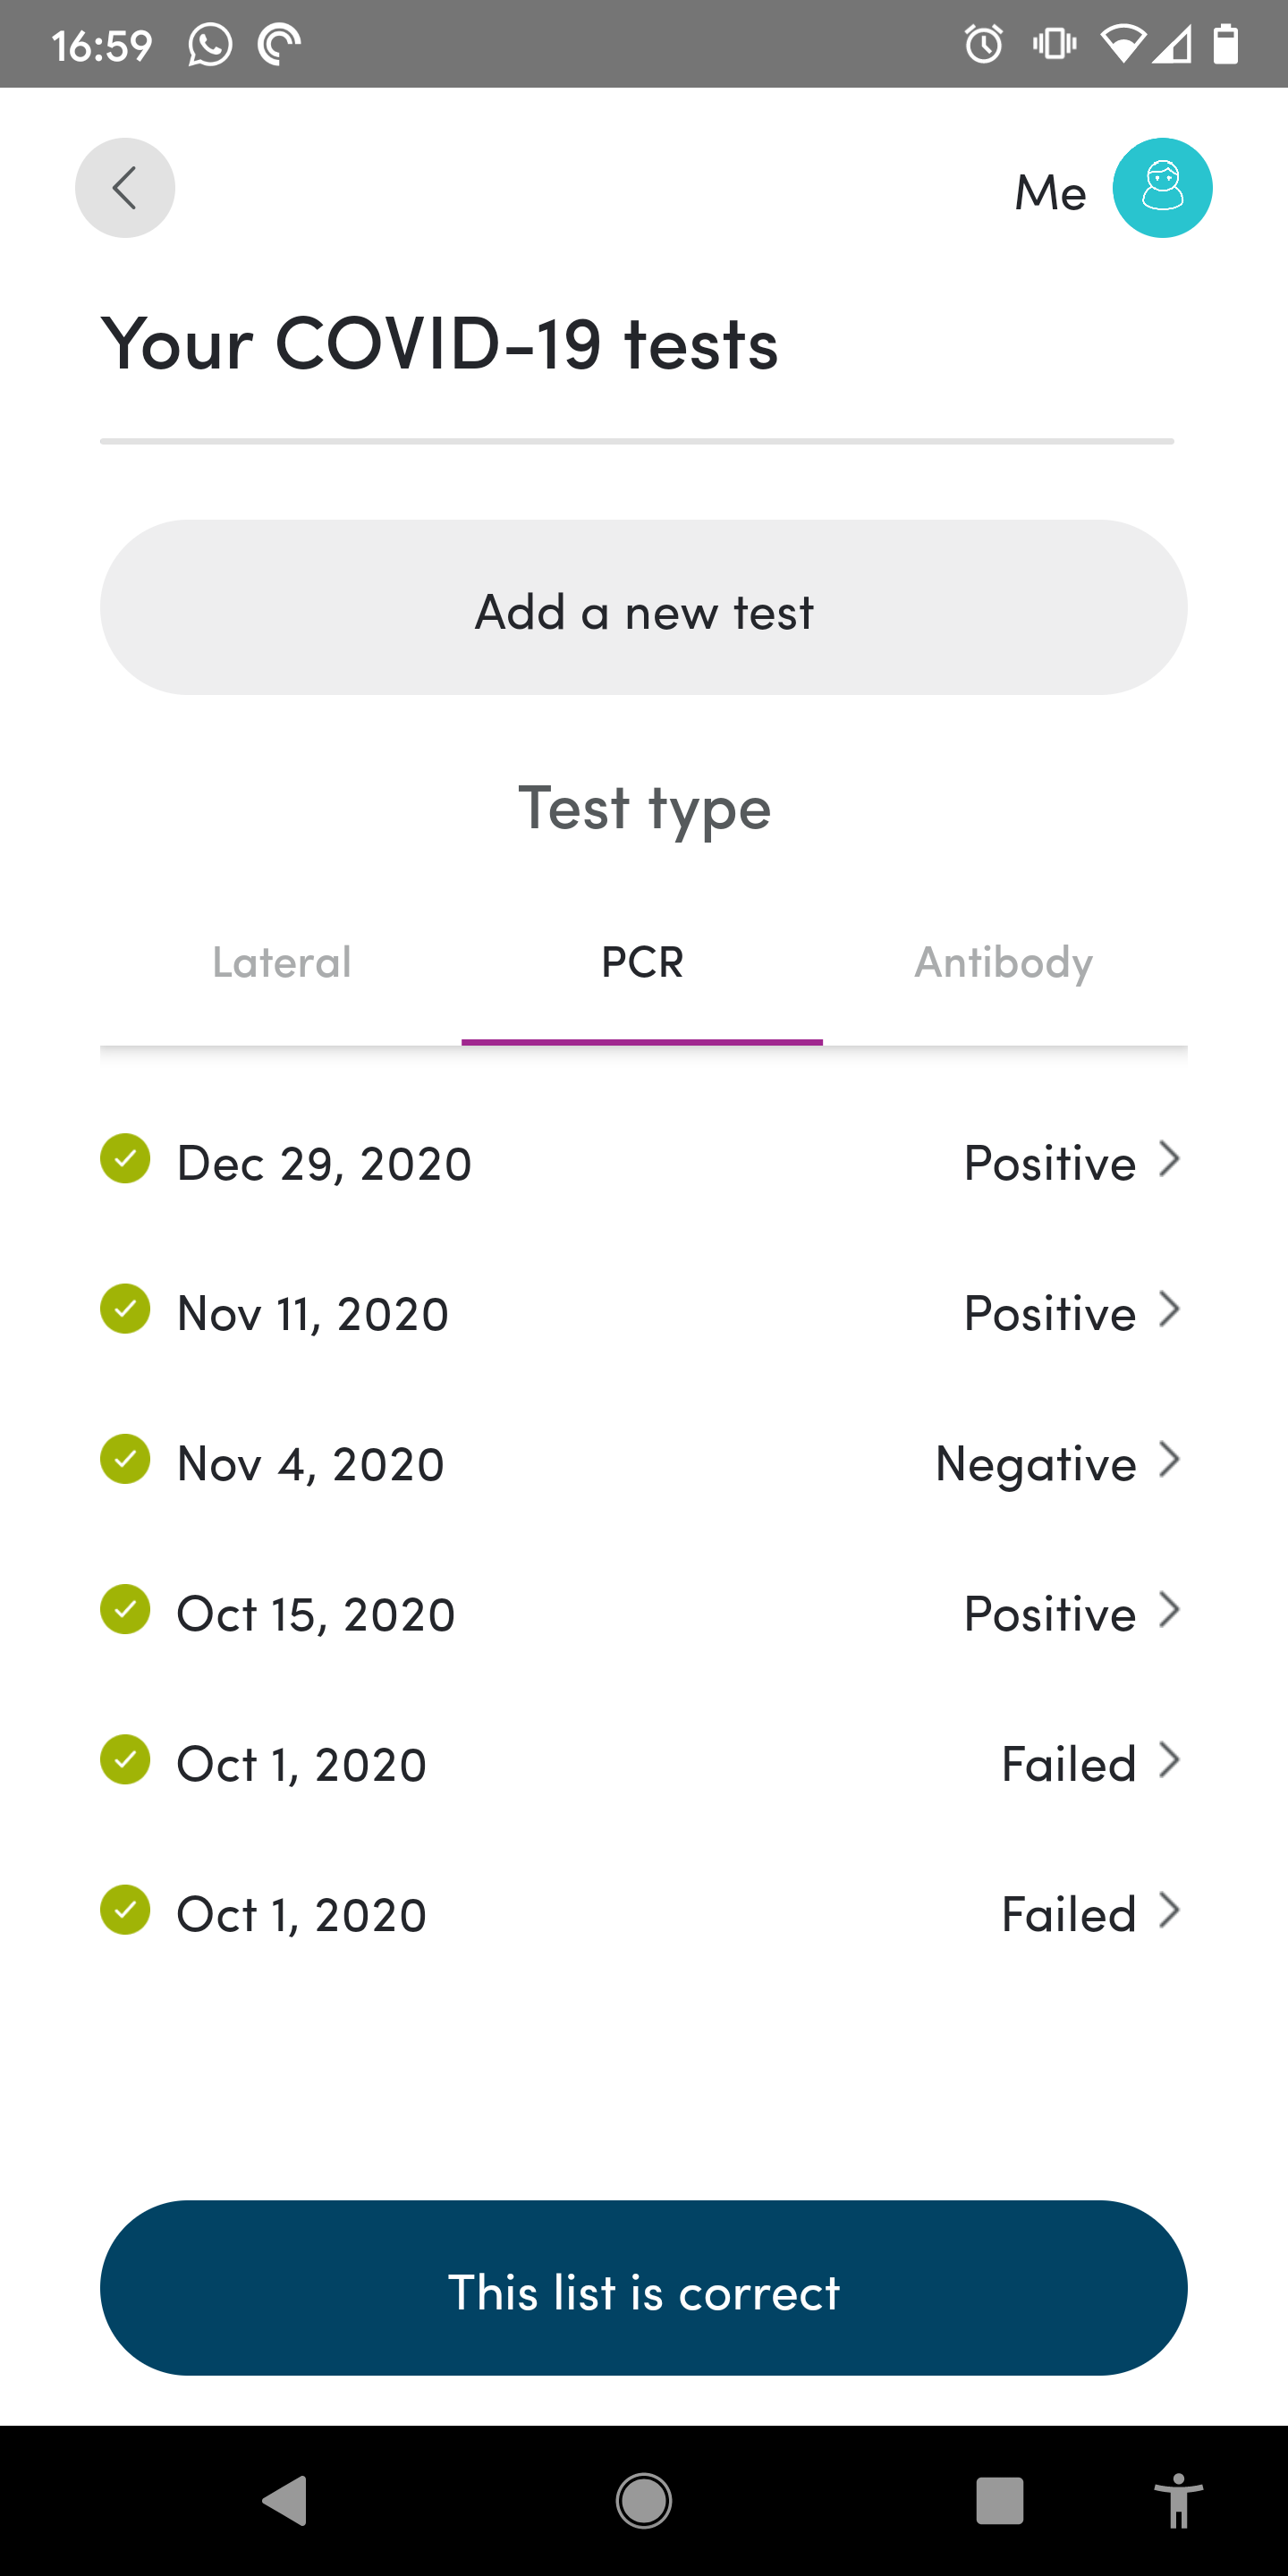 16:59
Me
Your COVID-19 tests
Add a new test
Test type
Lateral PCR Antibody
Dec 29, 2020 Positive
Nov 11, 2020 Positive
Nov 4, 2020 Negative
Oct 15, 2020 Positive
Oct 1, 2020 Failed
Oct 1, 2020 Failed
This list is correct